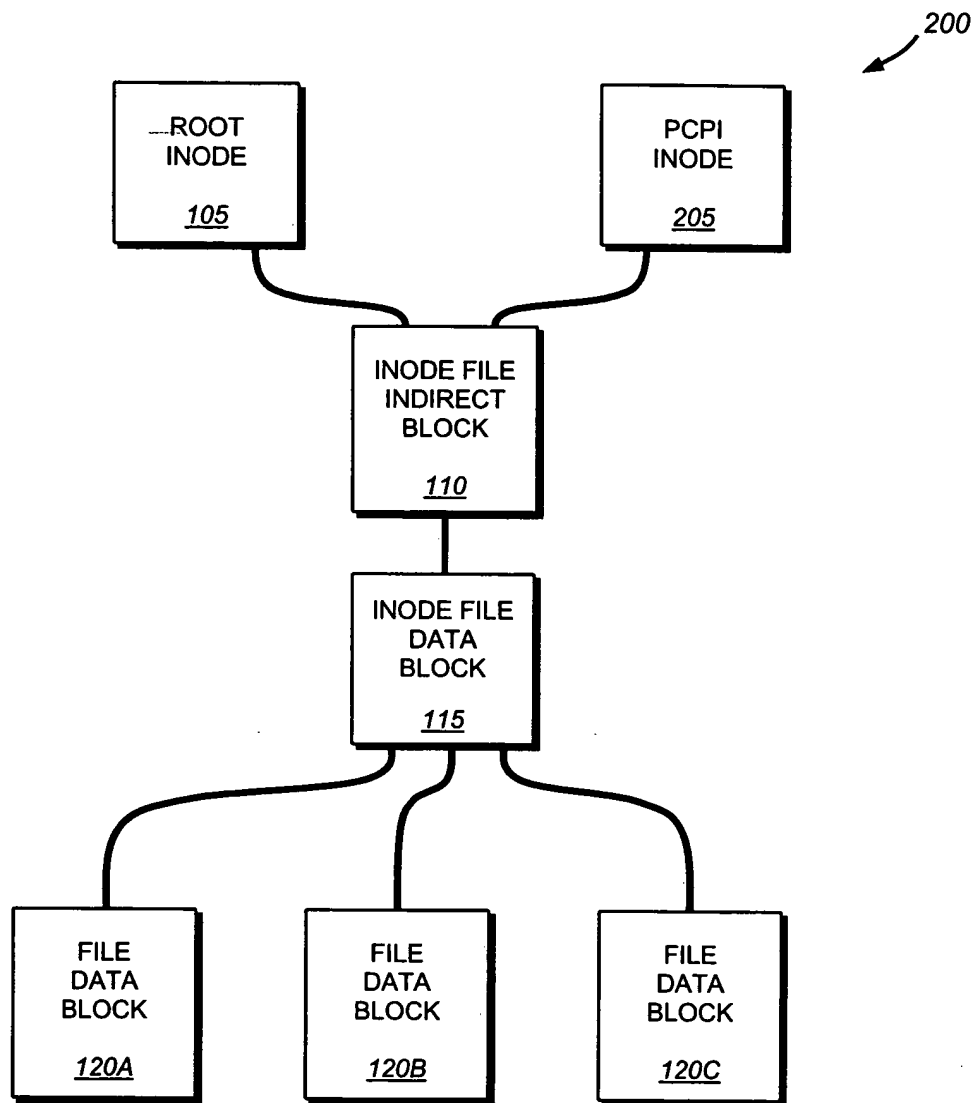 200
ROOT
INODE
105
PCPI
INODE
205
INODE FILE
INDIRECT
BLOCK
110
INODE FILE
DATA
BLOCK
115
FILE
DATA
BLOCK
120A
FILE
DATA
BLOCK
120B
FILE
DATA
BLOCK
120C